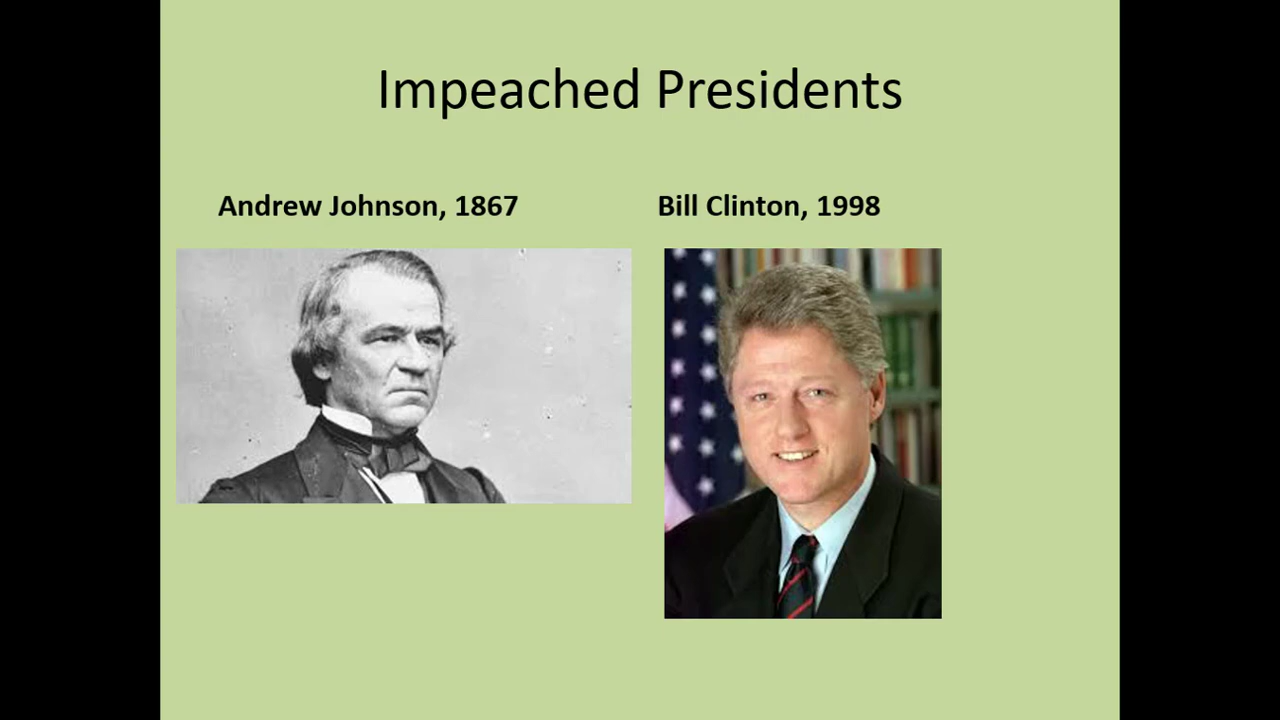 Impeached Presidents
Andrew Johnson, 1867
Bill Clinton, 1998